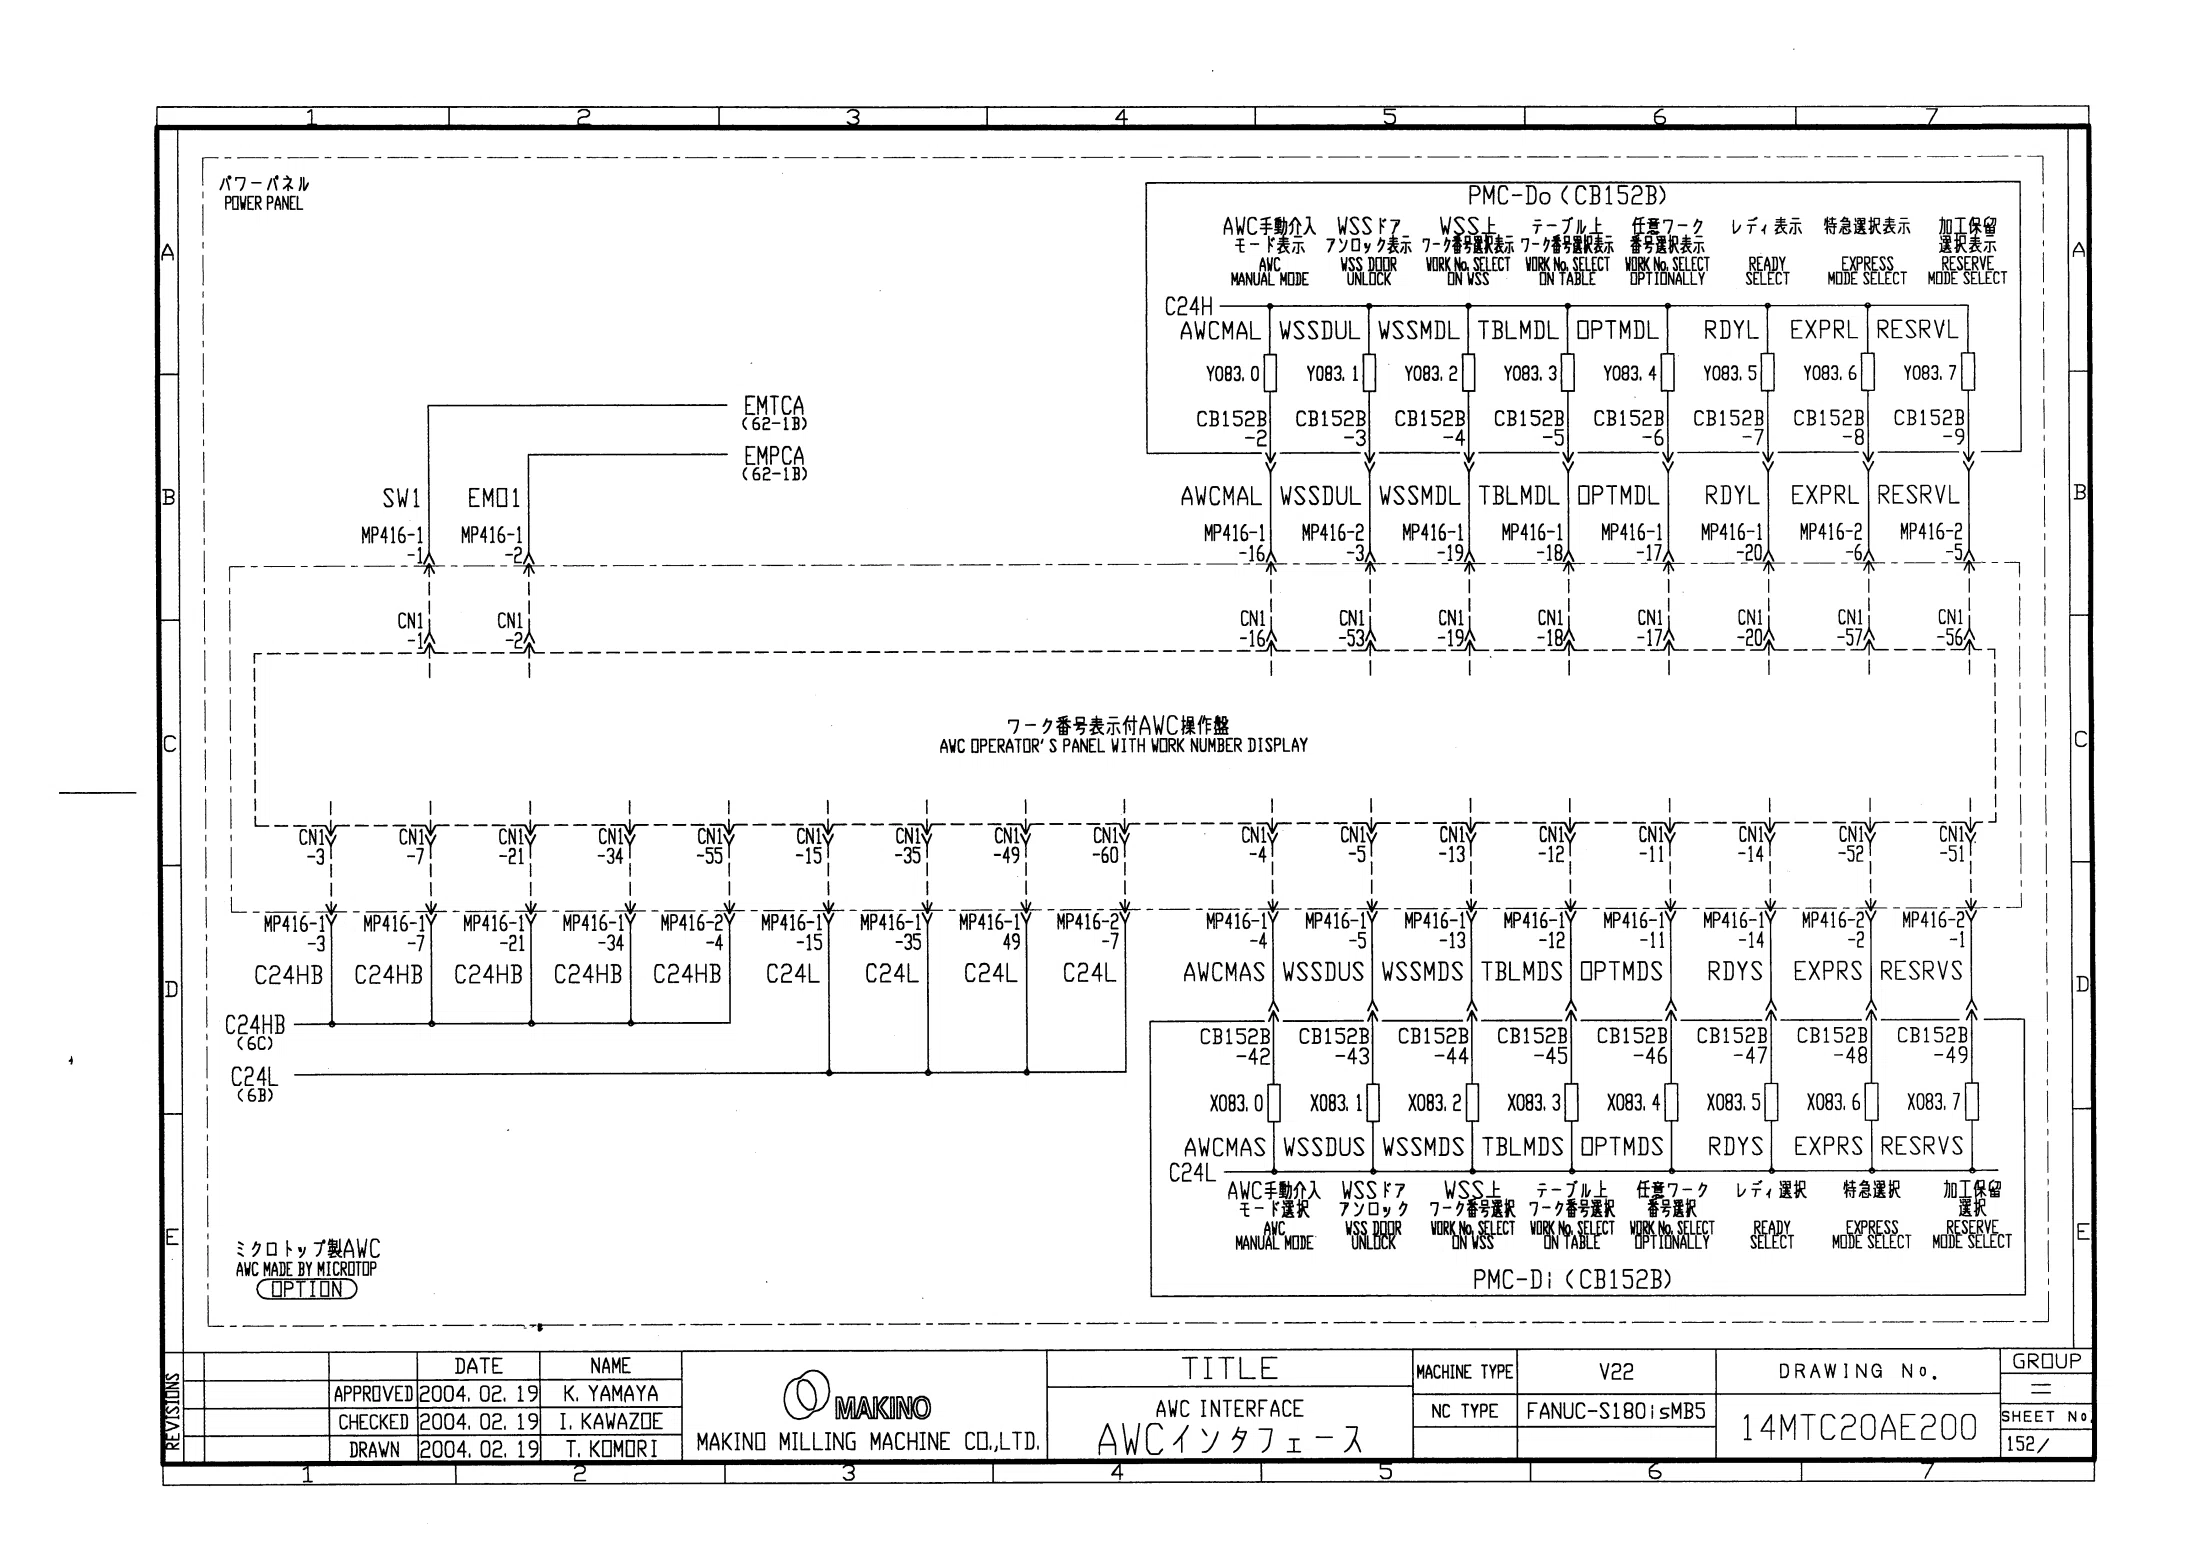 1 2 3 4 5 6 7
パワーパネル
POWER PANEL
PMC-Do (CB152B)
AWC手動介入 WSSドア WSS上 テーブル上 任意ワーク レディ表示 特急選択表示 加工保留
モード表示 アンロック表示 ワーク番号選択表示 ワーク番号選択表示 番号選択表示 選択表示
AWC WSS DOOR WORK No. SELECT WORK No. SELECT WORK No. SELECT READY EXPRESS RESERVE
MANUAL MODE UNLOCK ON WSS ON TABLE OPTIONALLY SELECT MODE SELECT MODE SELECT
A A
C24H
AWCMAL WSSDUL WSSMDL TBLMDL OPTMDL RDYL EXPRL RESRVL
Y083.0 Y083.1 Y083.2 Y083.3 Y083.4 Y083.5 Y083.6 Y083.7
EMTCA
(62-1B)
CB152B CB152B CB152B CB152B CB152B CB152B CB152B CB152B
-2 -3 -4 -5 -6 -7 -8 -9
EMPCA
(62-1B)
B SW1 EM01 AWCMAL WSSDUL WSSMDL TBLMDL OPTMDL RDYL EXPRL RESRVL B
MP416-1 MP416-1 MP416-1 MP416-2 MP416-1 MP416-1 MP416-1 MP416-1 MP416-2 MP416-2
-1 -2 -16 -3 -19 -18 -17 -20 -6 -5
CN1 CN1 CN1 CN1 CN1 CN1 CN1 CN1 CN1 CN1
-1 -2 -16 -53 -19 -18 -17 -20 -57 -56
C C
ワーク番号表示付AWC操作盤
AWC OPERATOR'S PANEL WITH WORK NUMBER DISPLAY
CN1 CN1 CN1 CN1 CN1 CN1 CN1 CN1 CN1 CN1 CN1 CN1 CN1 CN1 CN1 CN1 CN1
-3 -7 -21 -34 -55 -15 -35 -49 -60 -4 -5 -13 -12 -11 -14 -52 -51
MP416-1 MP416-1 MP416-1 MP416-1 MP416-2 MP416-1 MP416-1 MP416-1 MP416-2 MP416-1 MP416-1 MP416-1 MP416-1 MP416-1 MP416-1 MP416-2 MP416-2
-3 -7 -21 -34 -4 -15 -35 49 -7 -4 -5 -13 -12 -11 -14 -2 -1
C24HB C24HB C24HB C24HB C24HB C24L C24L C24L C24L AWCMAS WSSDUS WSSMDS TBLMDS OPTMDS RDYS EXPRS RESRVS
D D
C24HB
(6C)
CB152B CB152B CB152B CB152B CB152B CB152B CB152B CB152B
-42 -43 -44 -45 -46 -47 -48 -49
C24L
(6B)
X083.0 X083.1 X083.2 X083.3 X083.4 X083.5 X083.6 X083.7
AWCMAS WSSDUS WSSMDS TBLMDS OPTMDS RDYS EXPRS RESRVS
C24L
AWC手動介入 WSSドア WSS上 テーブル上 任意ワーク レディ選択 特急選択 加工保留
モード選択 アンロック ワーク番号選択 ワーク番号選択 番号選択 選択
AWC WSS DOOR WORK No. SELECT WORK No. SELECT WORK No. SELECT READY EXPRESS RESERVE
MANUAL MODE UNLOCK ON WSS ON TABLE OPTIONALLY SELECT MODE SELECT MODE SELECT
E E
PMC-Di (CB152B)
ミクロトップ製AWC
AWC MADE BY MICROTOP
OPTION
REVISIONS
DATE NAME
APPROVED 2004.02.19 K. YAMAYA
CHECKED 2004.02.19 I. KAWAZOE
DRAWN 2004.02.19 T. KOMORI
MAKINO
MAKINO MILLING MACHINE CO.,LTD.
TITLE
AWC INTERFACE
AWCインタフェース
MACHINE TYPE V22
NC TYPE FANUC-S180isMB5
DRAWING No.
14MTC20AE200
GROUP
=
SHEET No.
152/
1 2 3 4 5 6 7